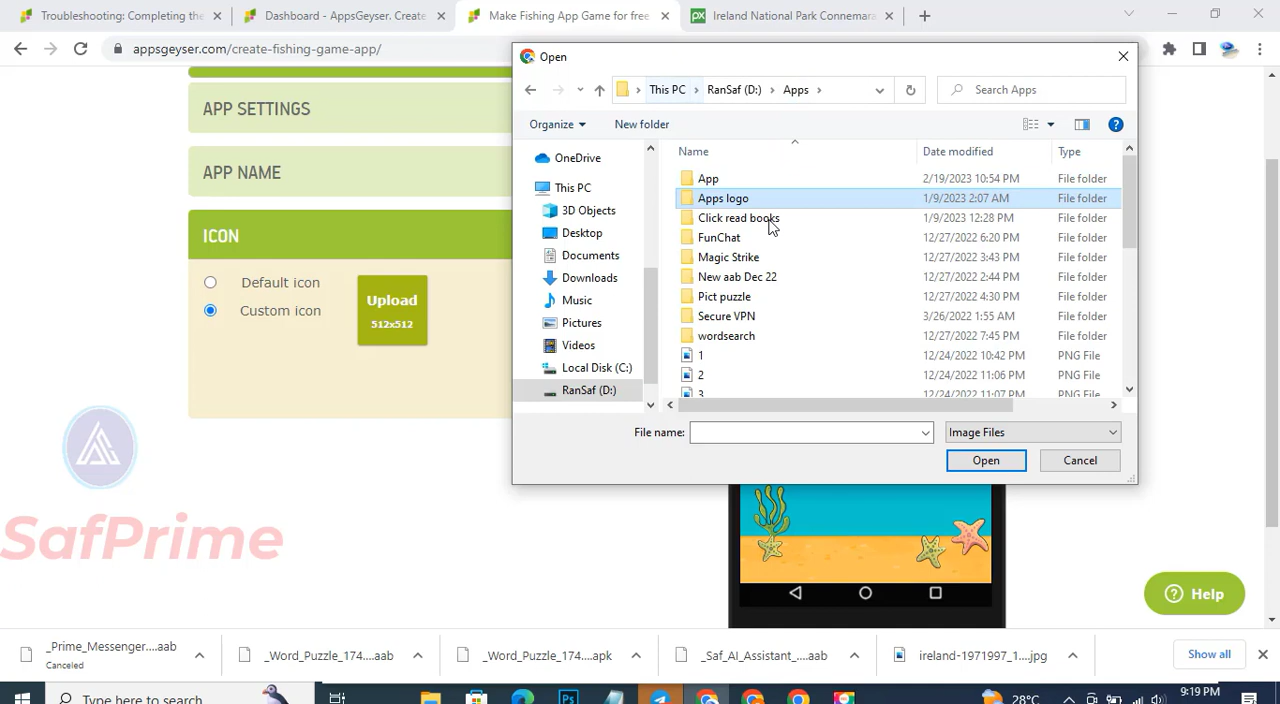 Troubleshooting: Completing the
Dashboard - AppsGeyser. Create
Make Fishing App Game for free
Ireland National Park Connemara
appsgeyser.com/create-fishing-game-app/
APP SETTINGS
APP NAME
ICON
Default icon
Custom icon
Upload
512x512
SafPrime
Open
This PC
RanSaf (D:)
Apps
Search Apps
Organize
New folder
OneDrive
This PC
3D Objects
Desktop
Documents
Downloads
Music
Pictures
Videos
Local Disk (C:)
RanSaf (D:)
Name Date modified Type
App 2/19/2023 10:54 PM File folder
Apps logo 1/9/2023 2:07 AM File folder
Click read books 1/9/2023 12:28 PM File folder
FunChat 12/27/2022 6:20 PM File folder
Magic Strike 12/27/2022 3:43 PM File folder
New aab Dec 22 12/27/2022 2:44 PM File folder
Pict puzzle 12/27/2022 4:30 PM File folder
Secure VPN 3/26/2022 1:55 AM File folder
wordsearch 12/27/2022 7:45 PM File folder
1 12/24/2022 10:42 PM PNG File
2 12/24/2022 11:06 PM PNG File
3 12/24/2022 11:07 PM PNG File
File name:
Image Files
Open
Cancel
Help
_Prime_Messenger....aab
Canceled
_Word_Puzzle_174....aab
_Word_Puzzle_174....apk
_Saf_AI_Assistant_....aab
ireland-1971997_1....jpg
Show all
Type here to search
28°C
9:19 PM